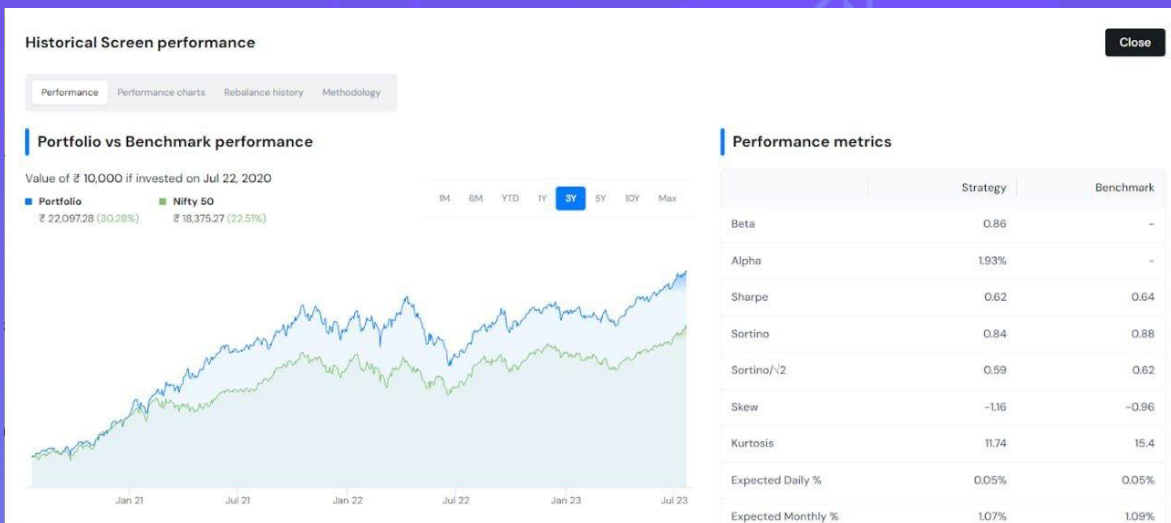 Historical Screen performance
Close
Performance Performance charts Rebalance history Methodology
Portfolio vs Benchmark performance
Value of ₹ 10,000 if invested on Jul 22, 2020
Portfolio Nifty 50
₹ 22,097.28 (30.28%) ₹ 18,375.27 (22.51%)
1M 6M YTD 1Y 3Y 5Y 10Y Max
Jan 21 Jul 21 Jan 22 Jul 22 Jan 23 Jul 23
Performance metrics
Strategy Benchmark
Beta 0.86 -
Alpha 1.93% -
Sharpe 0.62 0.64
Sortino 0.84 0.88
Sortino/√2 0.59 0.62
Skew -1.16 -0.96
Kurtosis 11.74 15.4
Expected Daily % 0.05% 0.05%
Expected Monthly % 1.07% 1.09%